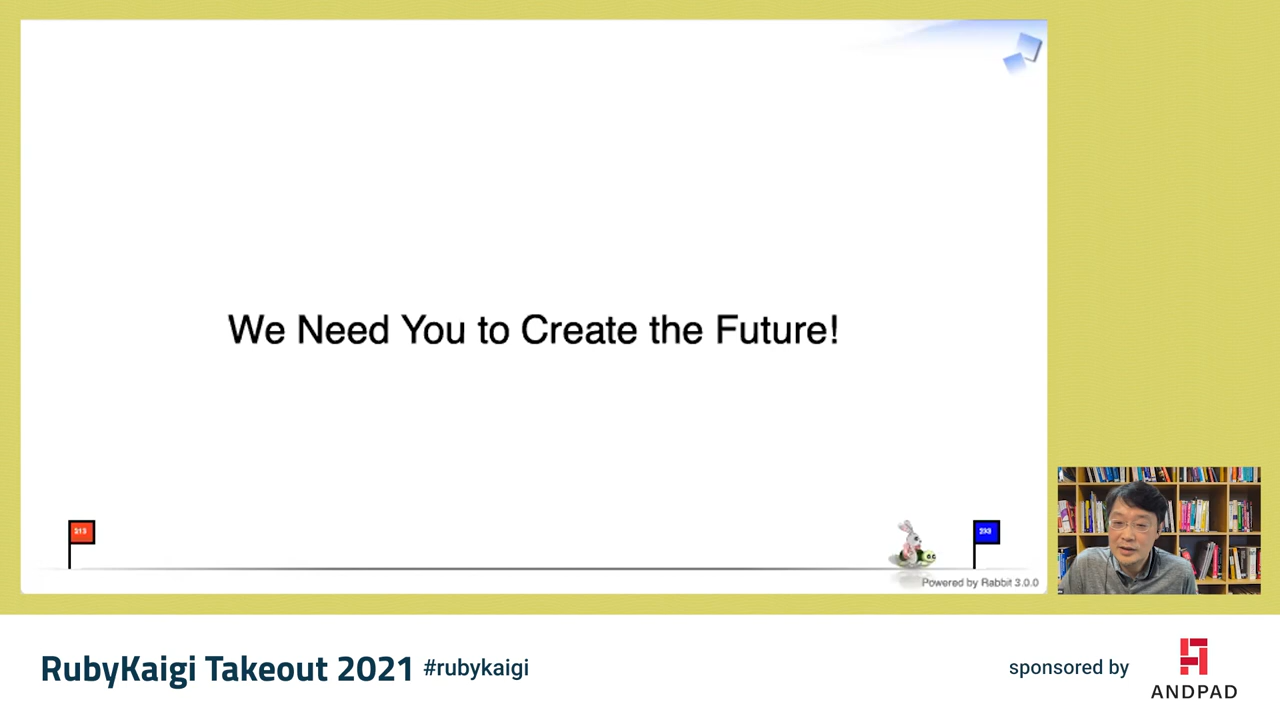 We Need You to Create the Future!
313
Powered by Rabbit 3.0.0
RubyKaigi Takeout 2021 #rubykaigi
sponsored by
ANDPAD